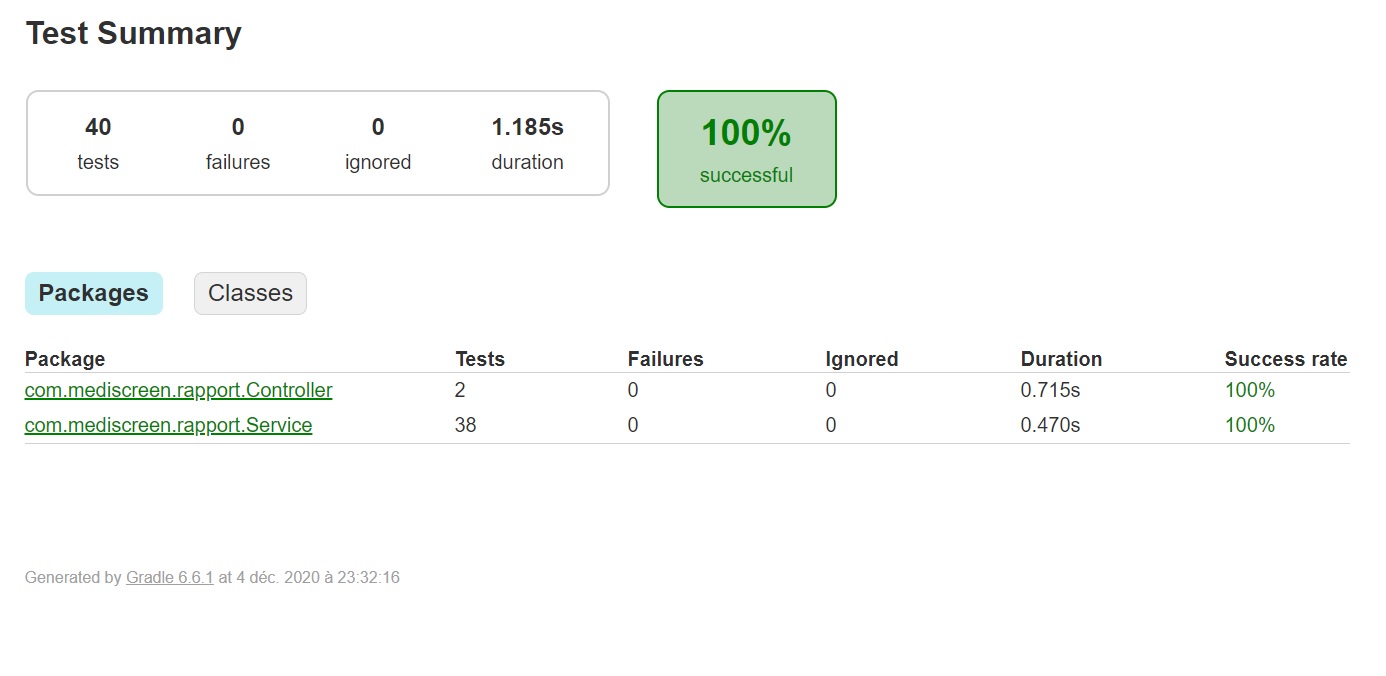 Test Summary
40 0 0 1.185s
tests failures ignored duration
100%
successful
Packages Classes
Package Tests Failures Ignored Duration Success rate
com.mediscreen.rapport.Controller 2 0 0 0.715s 100%
com.mediscreen.rapport.Service 38 0 0 0.470s 100%
Generated by Gradle 6.6.1 at 4 déc. 2020 à 23:32:16